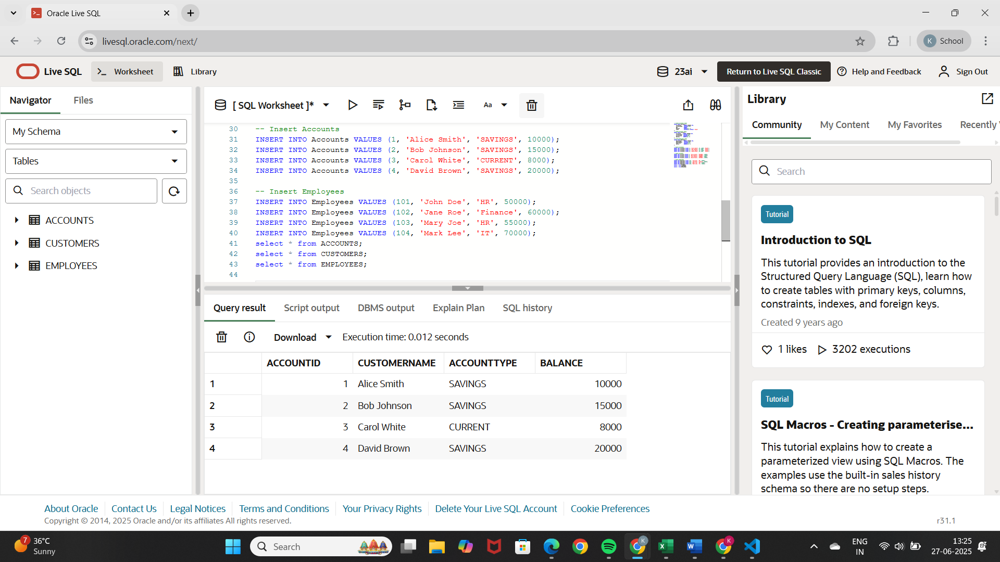 Oracle Live SQL
livesql.oracle.com/next/
K School
Live SQL
Worksheet
Library
23ai
Return to Live SQL Classic
Help and Feedback
Sign Out
Navigator
Files
My Schema
Tables
Search objects
ACCOUNTS
CUSTOMERS
EMPLOYEES
[ SQL Worksheet ]*
Aa
30 -- Insert Accounts
31 INSERT INTO Accounts VALUES (1, 'Alice Smith', 'SAVINGS', 10000);
32 INSERT INTO Accounts VALUES (2, 'Bob Johnson', 'SAVINGS', 15000);
33 INSERT INTO Accounts VALUES (3, 'Carol White', 'CURRENT', 8000);
34 INSERT INTO Accounts VALUES (4, 'David Brown', 'SAVINGS', 20000);
35
36 -- Insert Employees
37 INSERT INTO Employees VALUES (101, 'John Doe', 'HR', 50000);
38 INSERT INTO Employees VALUES (102, 'Jane Roe', 'Finance', 60000);
39 INSERT INTO Employees VALUES (103, 'Mary Joe', 'HR', 55000);
40 INSERT INTO Employees VALUES (104, 'Mark Lee', 'IT', 70000);
41 select * from ACCOUNTS;
42 select * from CUSTOMERS;
43 select * from EMPLOYEES;
44
Query result
Script output
DBMS output
Explain Plan
SQL history
Download
Execution time: 0.012 seconds
ACCOUNTID CUSTOMERNAME ACCOUNTTYPE BALANCE
1 1 Alice Smith SAVINGS 10000
2 2 Bob Johnson SAVINGS 15000
3 3 Carol White CURRENT 8000
4 4 David Brown SAVINGS 20000
Library
Community
My Content
My Favorites
Recently
Search
Tutorial
Introduction to SQL
This tutorial provides an introduction to the
Structured Query Language (SQL), learn how
to create tables with primary keys, columns,
constraints, indexes, and foreign keys.
Created 9 years ago
1 likes
3202 executions
Tutorial
SQL Macros - Creating parameterise...
This tutorial explains how to create a
parameterized view using SQL Macros. The
examples use the built-in sales history
schema so there are no setup steps.
About Oracle
Contact Us
Legal Notices
Terms and Conditions
Your Privacy Rights
Delete Your Live SQL Account
Cookie Preferences
Copyright © 2014, 2025 Oracle and/or its affiliates All rights reserved.
r31.1
7
36°C
Sunny
Search
K
K
ENG
IN
13:25
27-06-2025